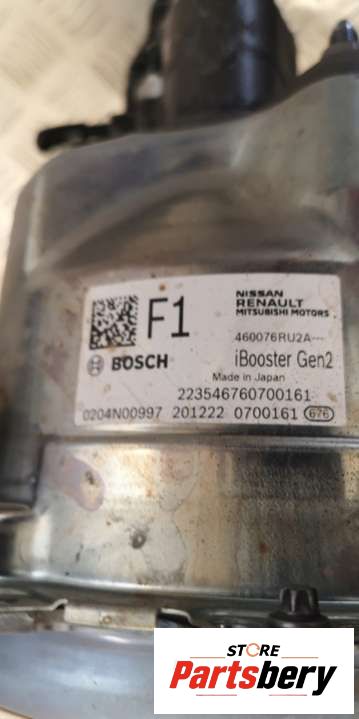 F1
NISSAN
RENAULT
MITSUBISHI MOTORS
460076RU2A---
BOSCH
iBooster Gen2
Made in Japan
223546760700161
0204N00997 201222 0700161 676
STORE
Partsbery